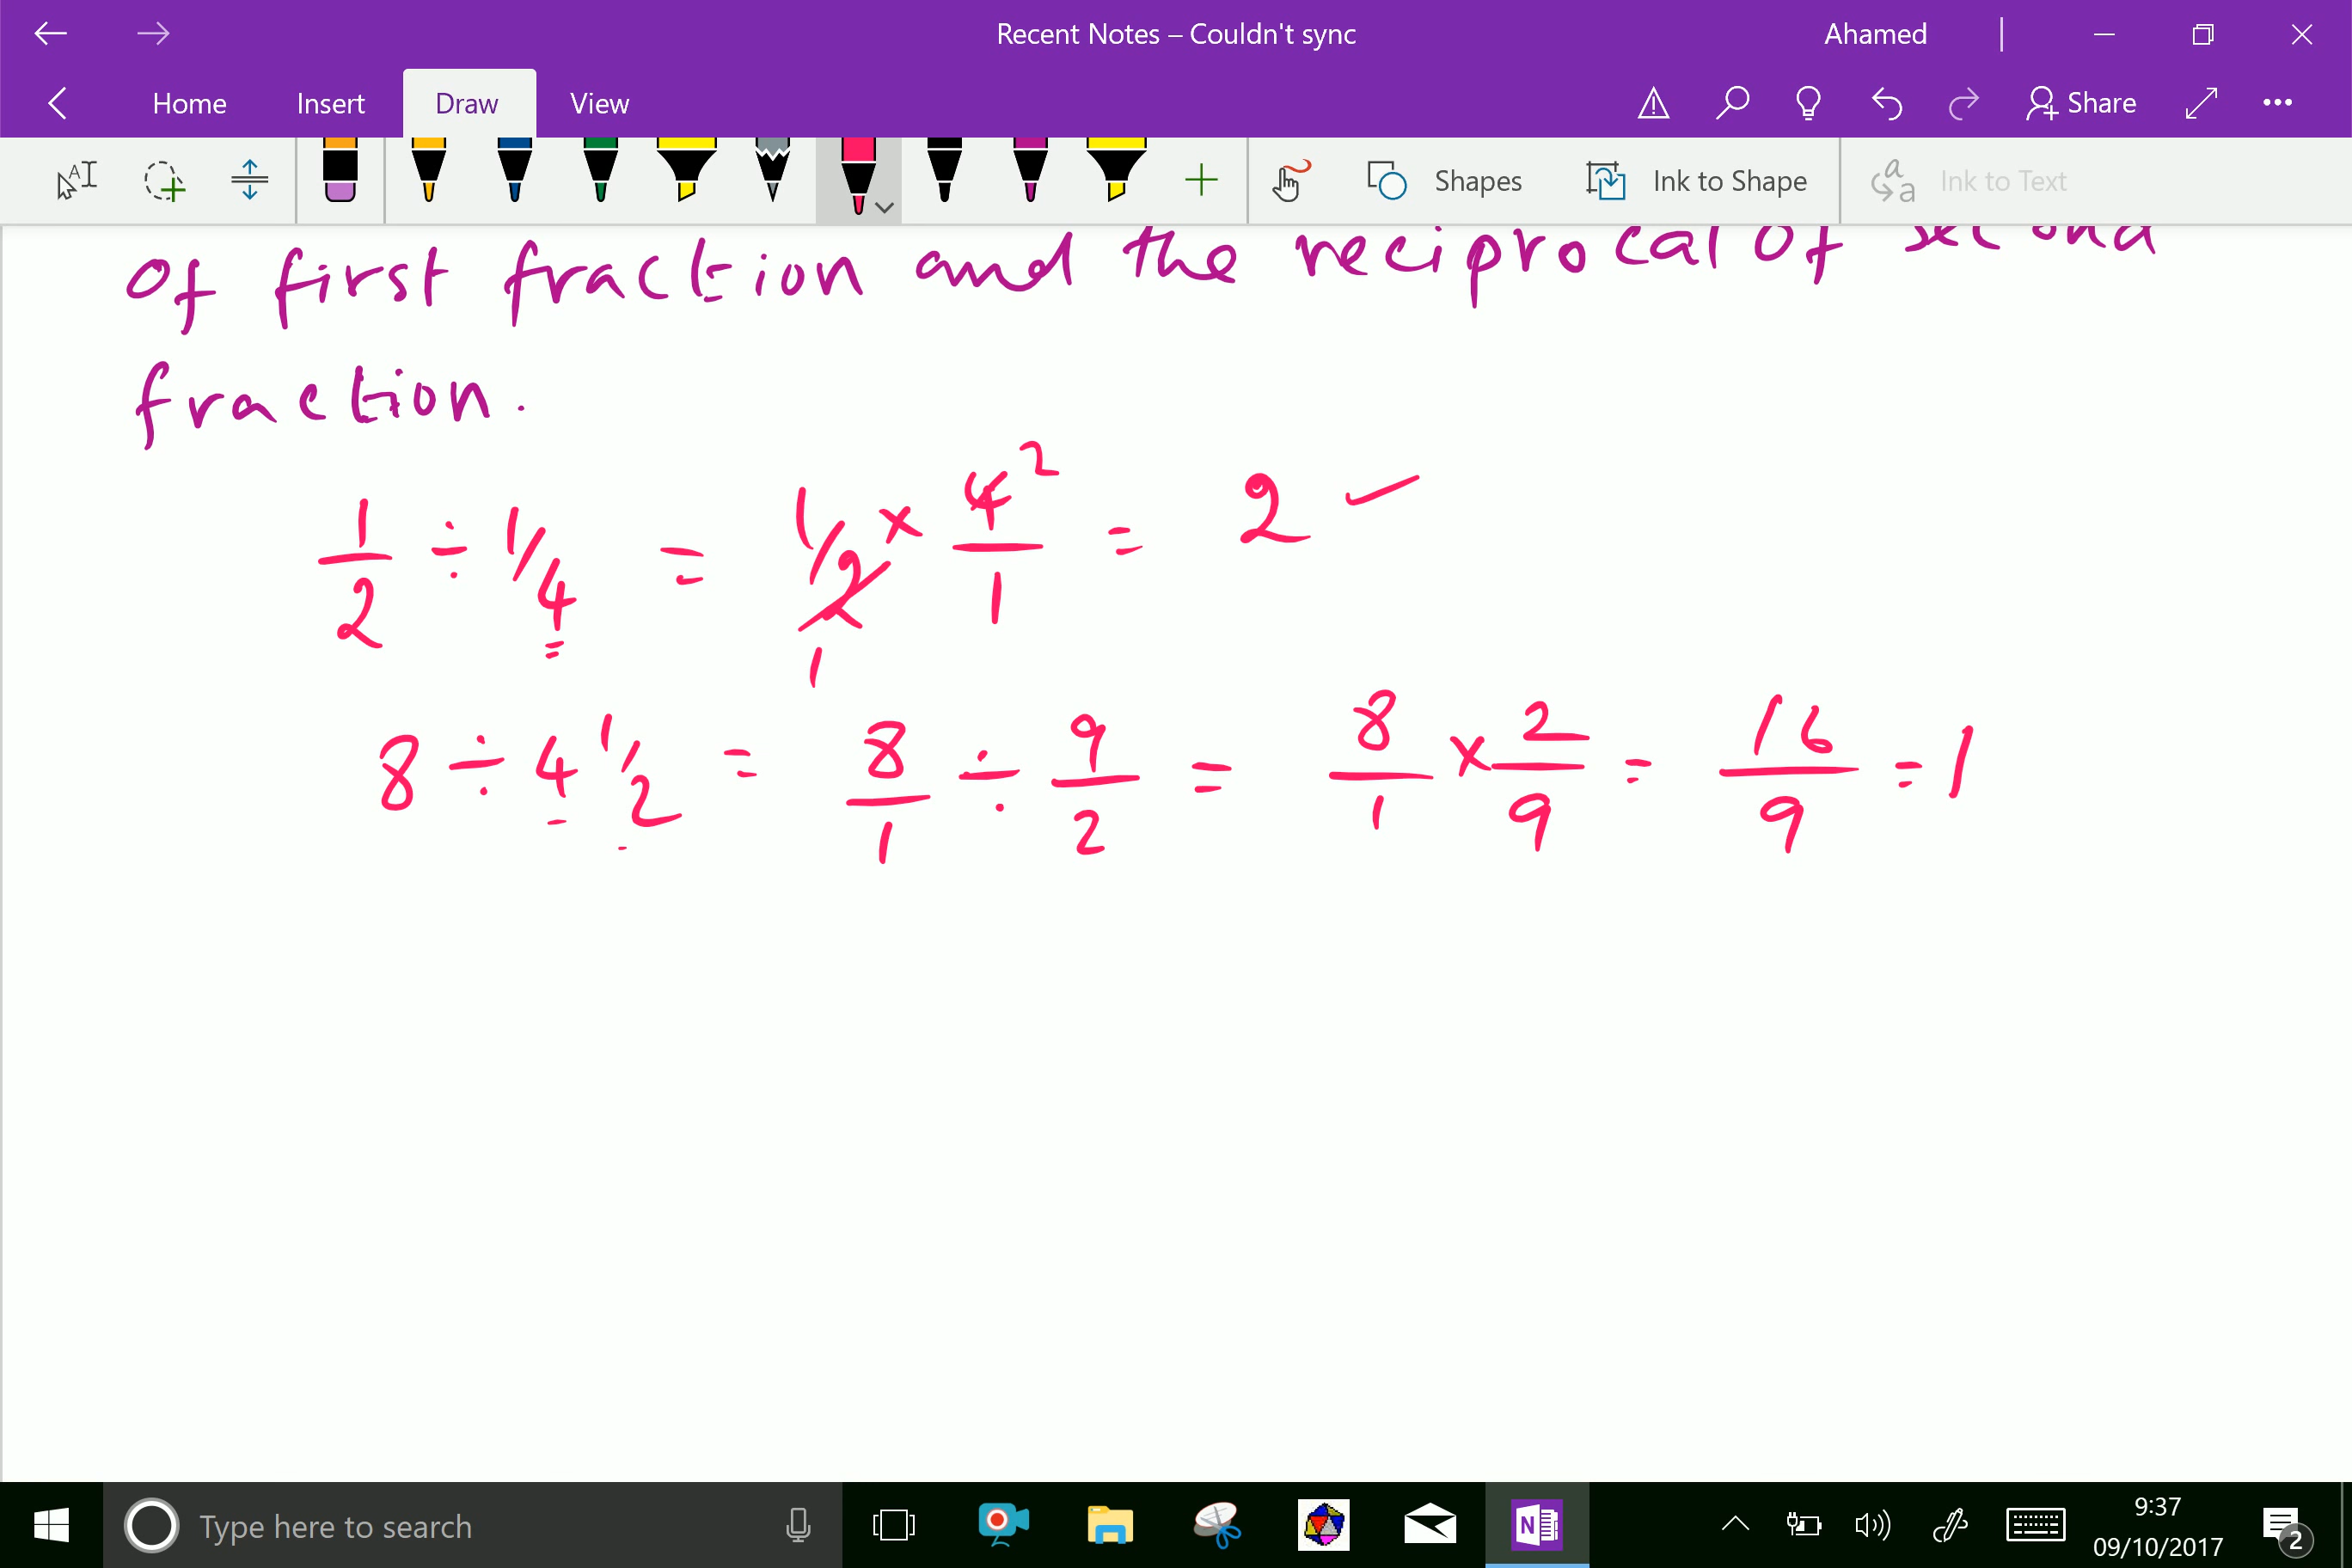 Recent Notes – Couldn't sync
Ahamed
Home Insert Draw View
Share
Shapes Ink to Shape Ink to Text
of first fraction and the reciprocal of second
fraction.
1/2 ÷ 1/4 = 1/2 × 4/1 = 2
2
1
8 ÷ 4 1/2 = 8/1 ÷ 9/2 = 8/1 × 2/9 = 16/9 = 1
Type here to search
9:37
09/10/2017
2